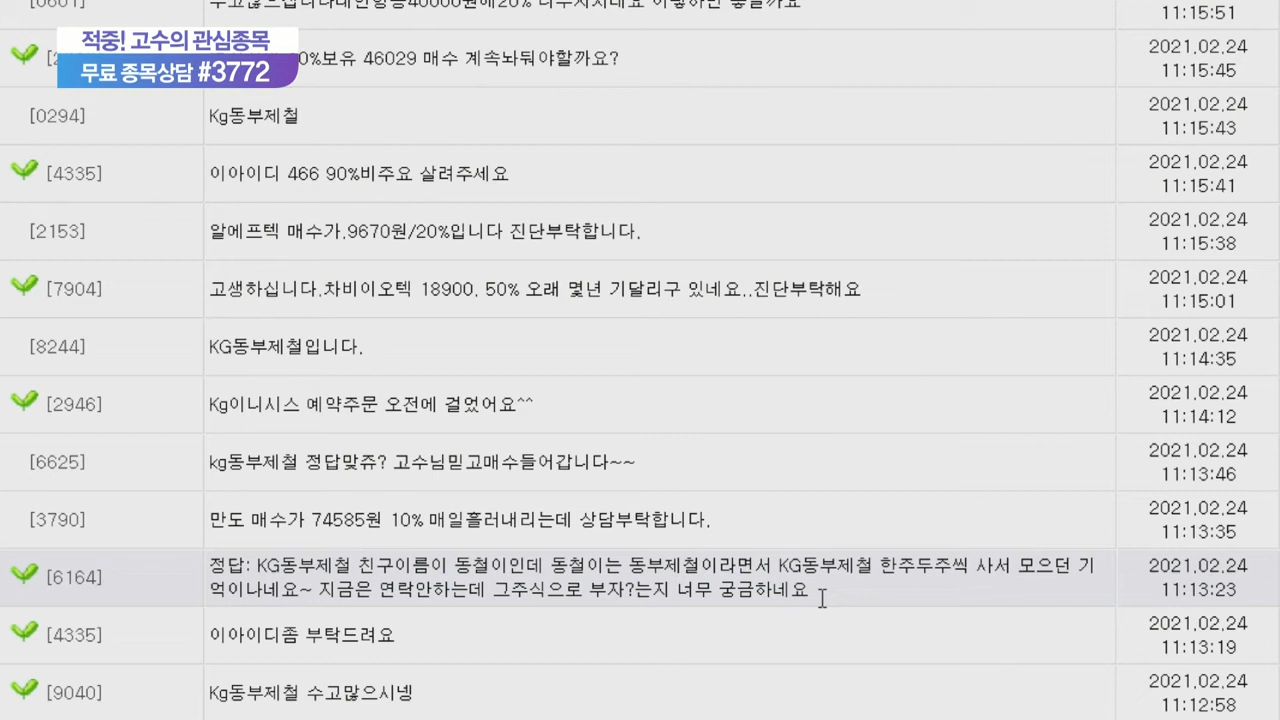 40000원에20%
11:15:51
적중! 고수의 관심종목
무료 종목상담 #3772
0%보유 46029 매수 계속놔둬야할까요?
2021.02.24
11:15:45
[0294]
Kg동부제철
2021.02.24
11:15:43
[4335]
이아이디 466 90%비주요 살려주세요
2021.02.24
11:15:41
[2153]
알에프텍 매수가.9670원/20%입니다 진단부탁합니다.
2021.02.24
11:15:38
[7904]
고생하십니다.차비이오텍 18900. 50% 오래 몇년 기달리구 있네요..진단부탁해요
2021.02.24
11:15:01
[8244]
KG동부제철입니다.
2021.02.24
11:14:35
[2946]
Kg이니시스 예약주문 오전에 걸었어요^^
2021.02.24
11:14:12
[6625]
kg동부제철 정답맞쥬? 고수님믿고매수들어갑니다~~
2021.02.24
11:13:46
[3790]
만도 매수가 74585원 10% 매일흘러내리는데 상담부탁합니다.
2021.02.24
11:13:35
[6164]
정답: KG동부제철 친구이름이 동철이인데 동철이는 동부제철이라면서 KG동부제철 한주두주씩 사서 모으던 기
억이나네요~ 지금은 연락안하는데 그주식으로 부자?는지 너무 궁금하네요
2021.02.24
11:13:23
[4335]
이아이디좀 부탁드려요
2021.02.24
11:13:19
[9040]
Kg동부제철 수고많으시넹
2021.02.24
11:12:58